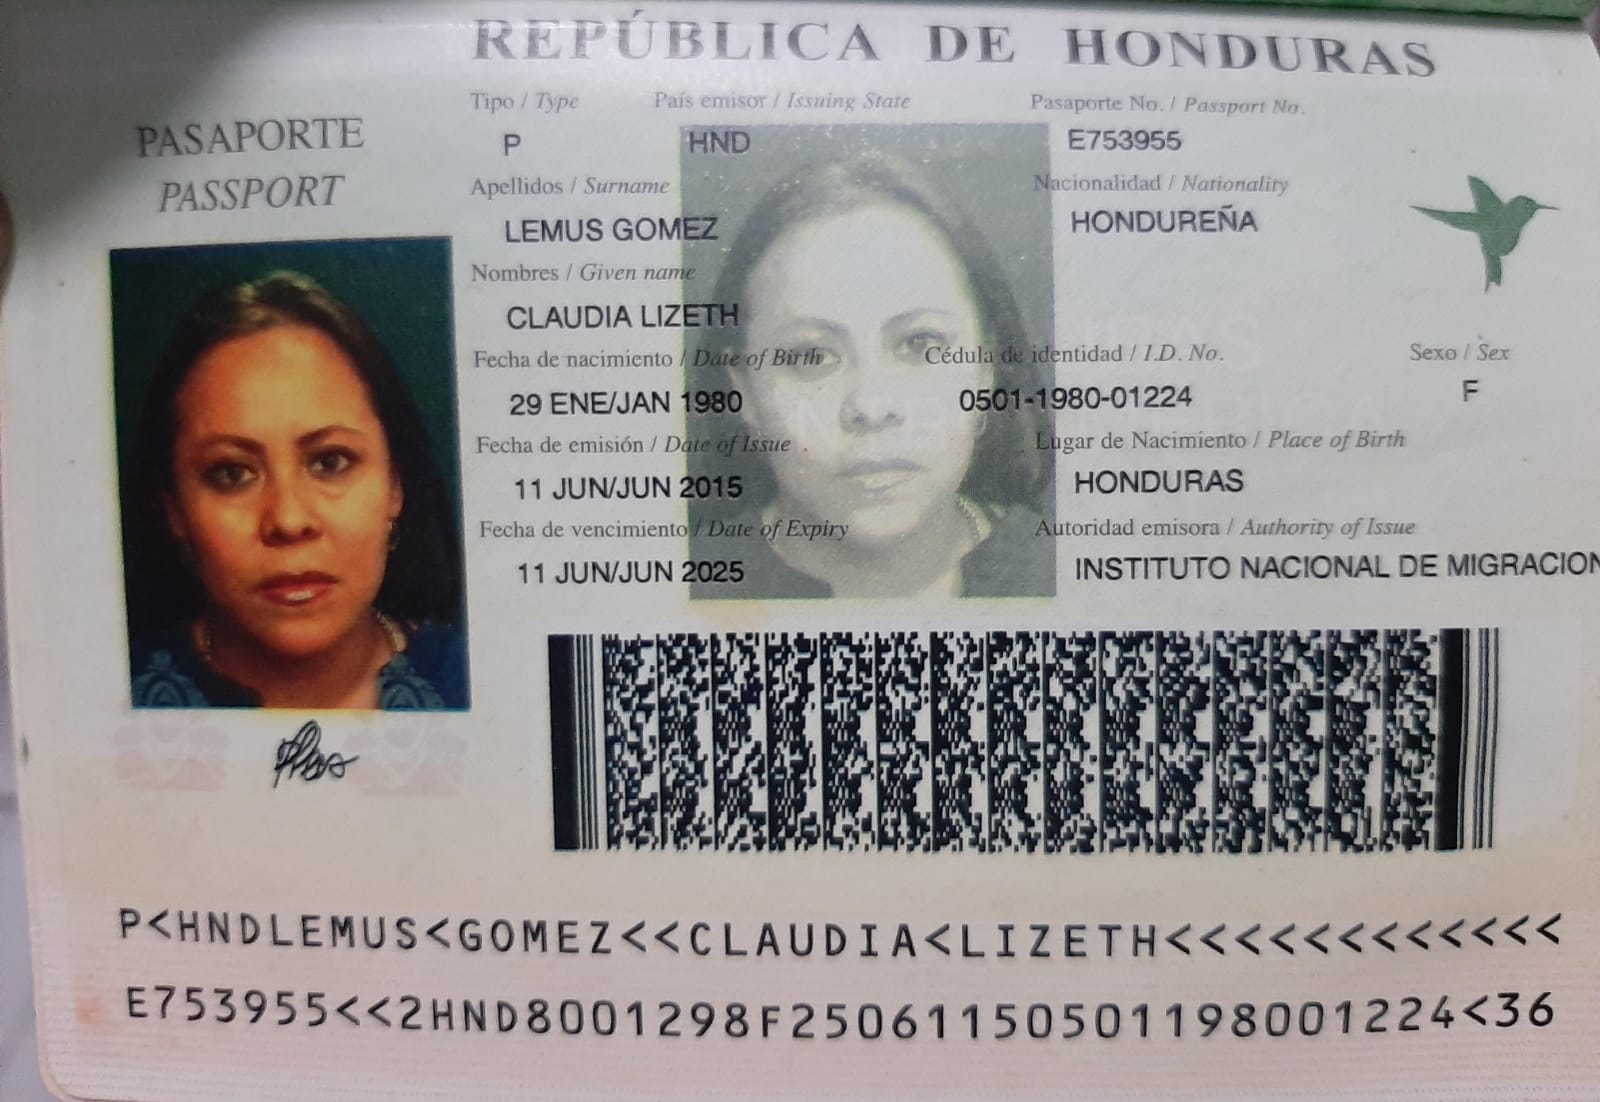 REPÚBLICA DE HONDURAS
PASAPORTE
PASSPORT
Tipo / Type País emisor / Issuing State Pasaporte No. / Passport No.
P HND E753955
Apellidos / Surname Nacionalidad / Nationality
LEMUS GOMEZ HONDUREÑA
Nombres / Given name
CLAUDIA LIZETH
Fecha de nacimiento / Date of Birth Cédula de identidad / I.D. No. Sexo / Sex
29 ENE/JAN 1980 0501-1980-01224 F
Fecha de emisión / Date of Issue Lugar de Nacimiento / Place of Birth
11 JUN/JUN 2015 HONDURAS
Fecha de vencimiento / Date of Expiry Autoridad emisora / Authority of Issue
11 JUN/JUN 2025 INSTITUTO NACIONAL DE MIGRACION
P<HNDLEMUS<GOMEZ<<CLAUDIA<LIZETH<<<<<<<<<<<<
E753955<<2HND8001298F25061150501198001224<36